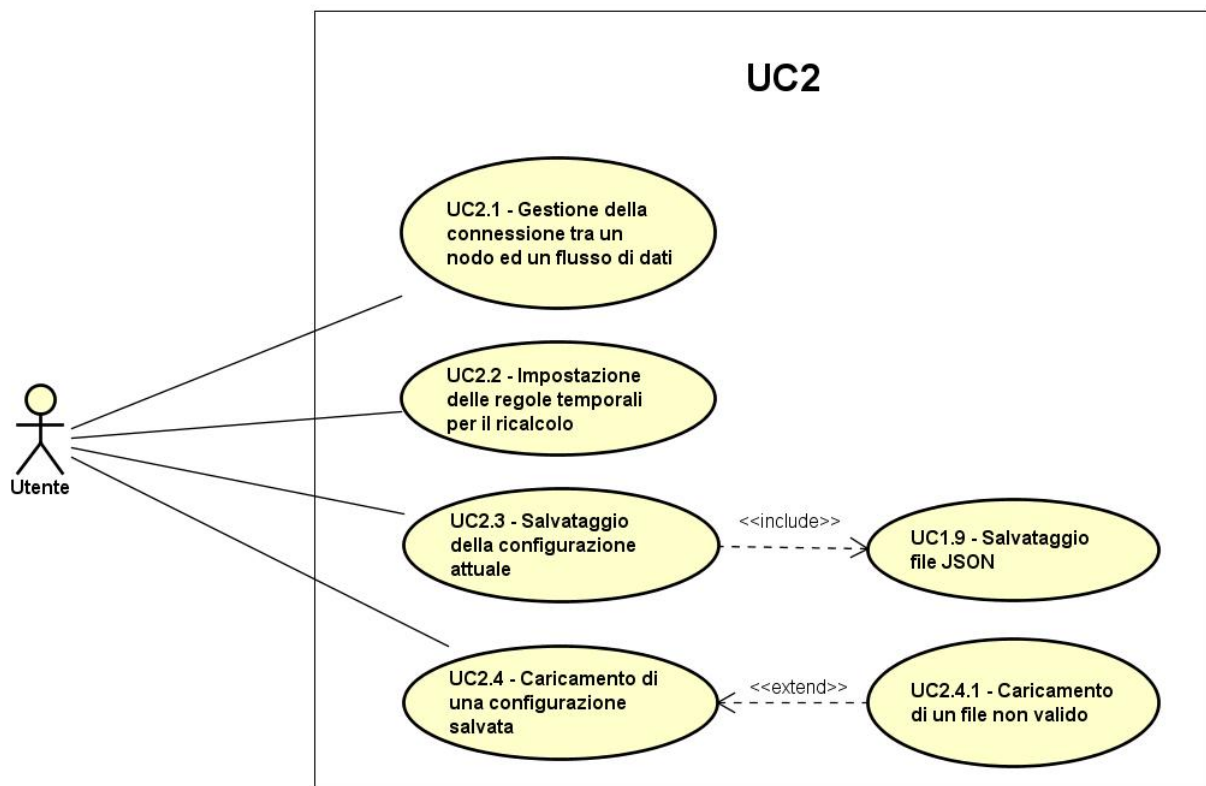 UC2
UC2.1 - Gestione della
connessione tra un
nodo ed un flusso di dati
UC2.2 - Impostazione
delle regole temporali
per il ricalcolo
Utente
UC2.3 - Salvataggio
della configurazione
attuale
<<include>>
UC1.9 - Salvataggio
file JSON
UC2.4 - Caricamento di
una configurazione
salvata
<<extend>>
UC2.4.1 - Caricamento
di un file non valido